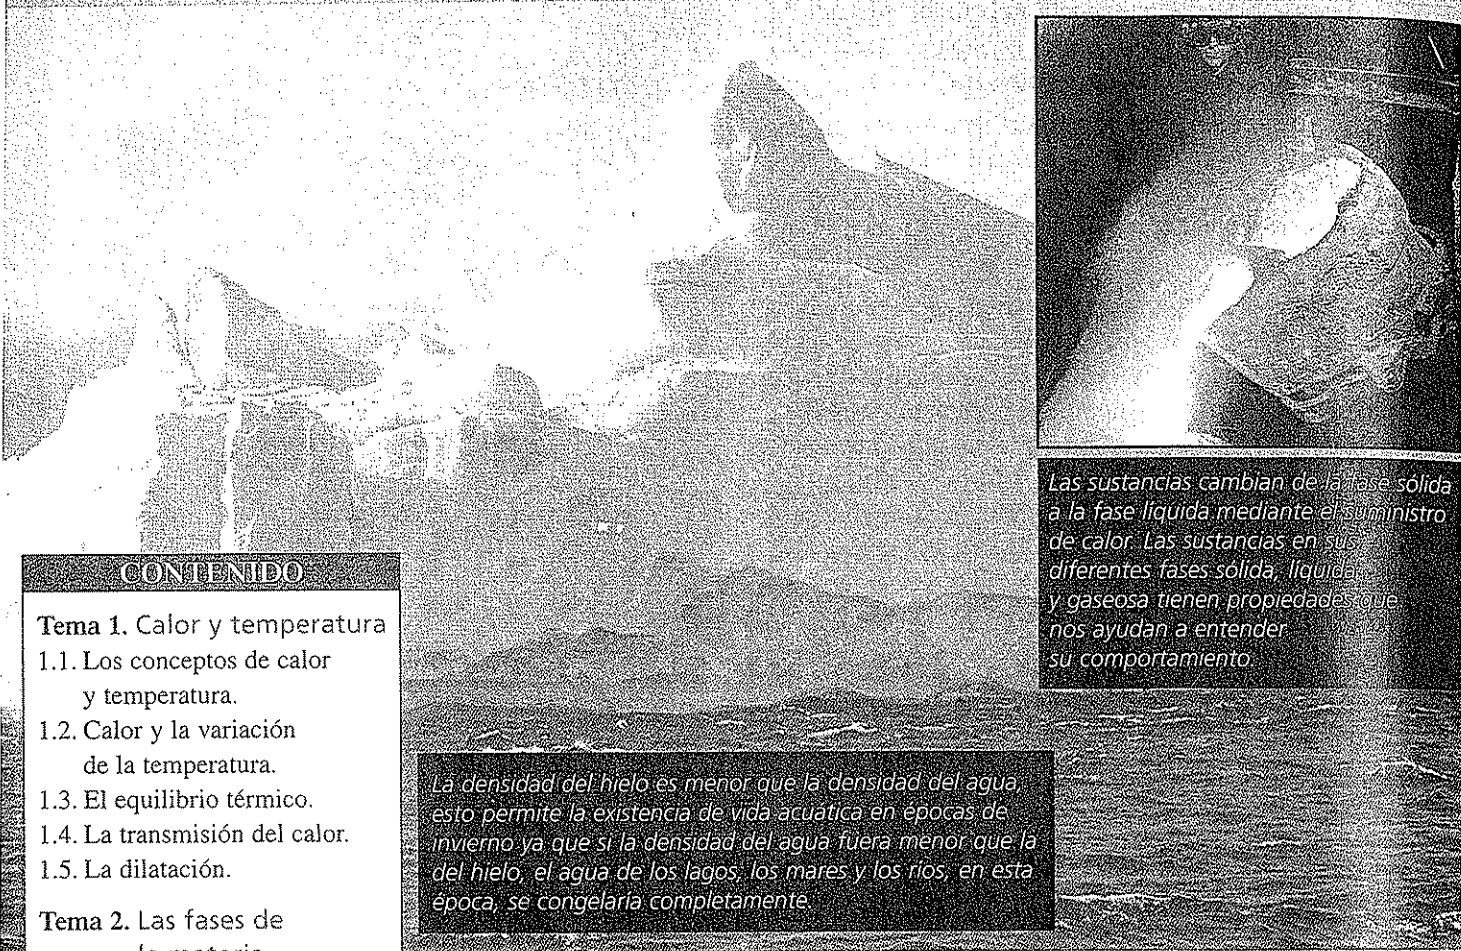 Las sustancias cambian de la fase sólida
a la fase líquida mediante el suministro
de calor. Las sustancias en sus
diferentes fases sólida, líquida
y gaseosa tienen propiedades que
nos ayudan a entender
su comportamiento.
CONTENIDO
Tema 1. Calor y temperatura
1.1. Los conceptos de calor
y temperatura.
1.2. Calor y la variación
de la temperatura.
1.3. El equilibrio térmico.
1.4. La transmisión del calor.
1.5. La dilatación.
Tema 2. Las fases de
la materia
La densidad del hielo es menor que la densidad del agua,
esto permite la existencia de vida acuática en épocas de
invierno ya que si la densidad del agua fuera menor que la
del hielo, el agua de los lagos, los mares y los ríos, en esta
época, se congelaría completamente.